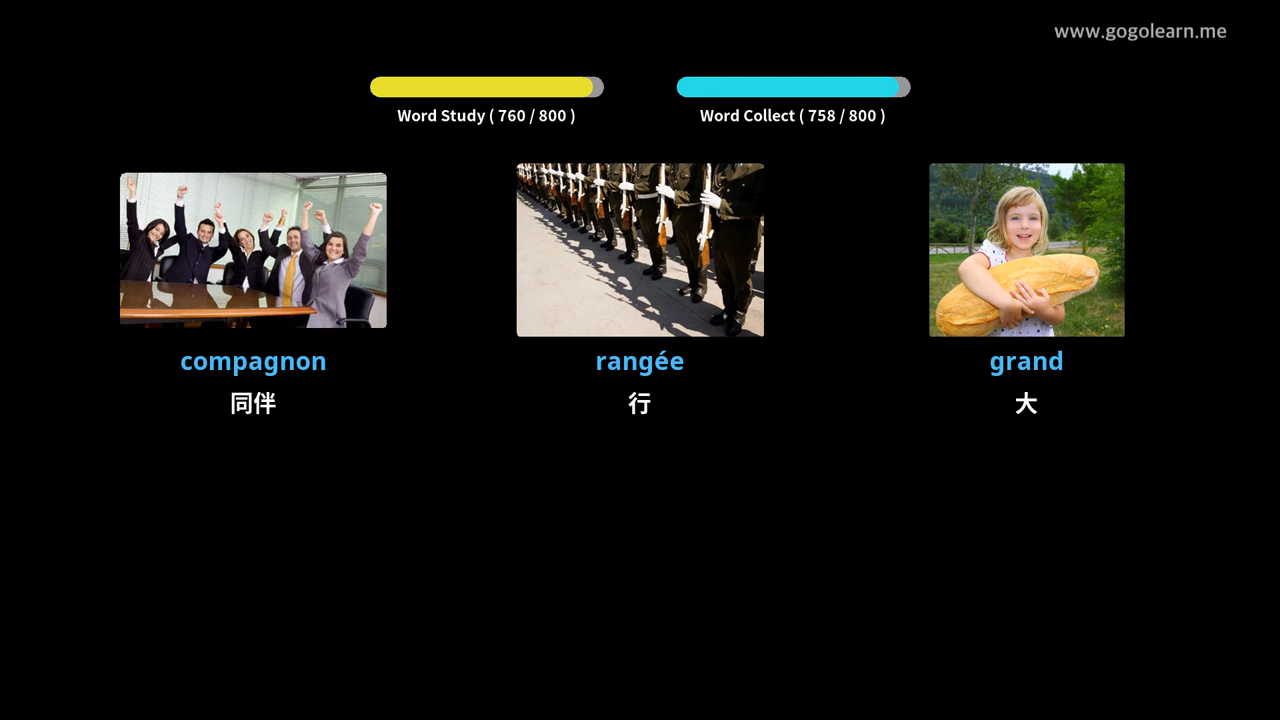 www.gogolearn.me
Word Study ( 760 / 800 )
Word Collect ( 758 / 800 )
compagnon
rangée
grand
同伴
行
大